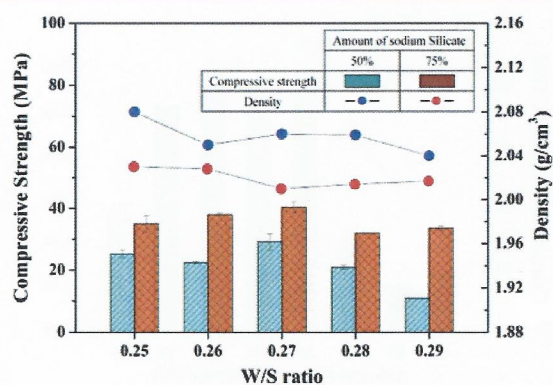 Amount of sodium Silicate
50% 75%
Compressive strength
Density
Compressive Strength (MPa)
100
80
60
40
20
0
Density (g/cm³)
2.16
2.12
2.08
2.04
2.00
1.96
1.92
1.88
0.25 0.26 0.27 0.28 0.29
W/S ratio